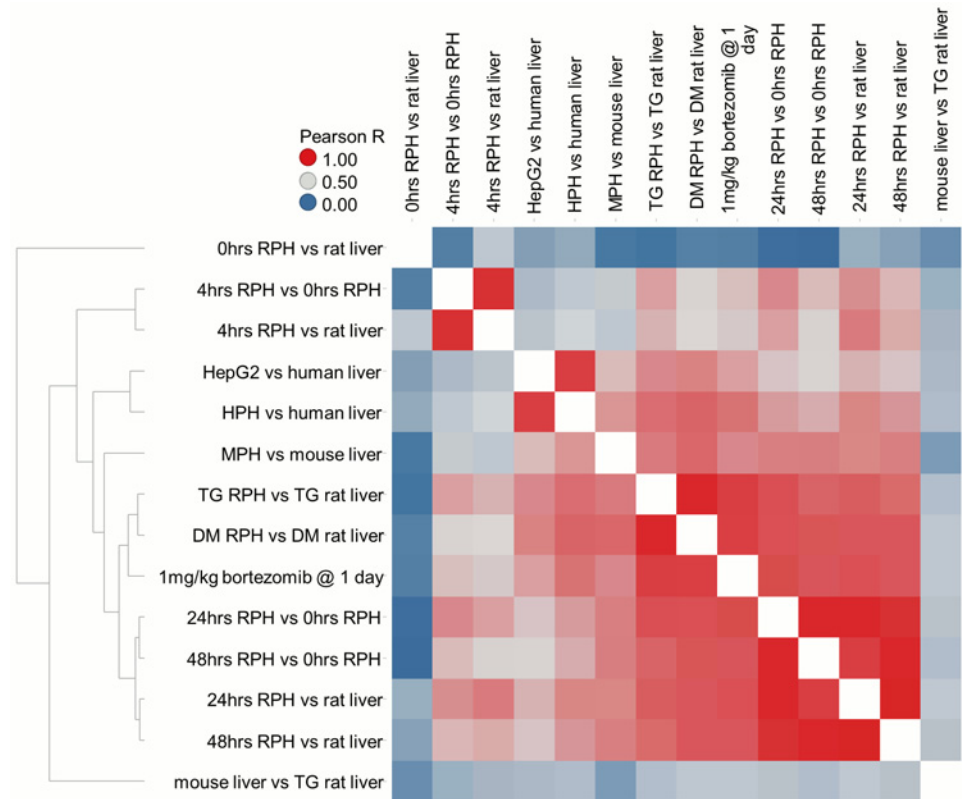 0hrs RPH vs rat liver
4hrs RPH vs 0hrs RPH
4hrs RPH vs rat liver
HepG2 vs human liver
HPH vs human liver
MPH vs mouse liver
TG RPH vs TG rat liver
DM RPH vs DM rat liver
1mg/kg bortezomib @ 1
day
24hrs RPH vs 0hrs RPH
48hrs RPH vs 0hrs RPH
24hrs RPH vs rat liver
48hrs RPH vs rat liver
mouse liver vs TG rat liver
Pearson R
1.00
0.50
0.00
0hrs RPH vs rat liver
4hrs RPH vs 0hrs RPH
4hrs RPH vs rat liver
HepG2 vs human liver
HPH vs human liver
MPH vs mouse liver
TG RPH vs TG rat liver
DM RPH vs DM rat liver
1mg/kg bortezomib @ 1 day
24hrs RPH vs 0hrs RPH
48hrs RPH vs 0hrs RPH
24hrs RPH vs rat liver
48hrs RPH vs rat liver
mouse liver vs TG rat liver